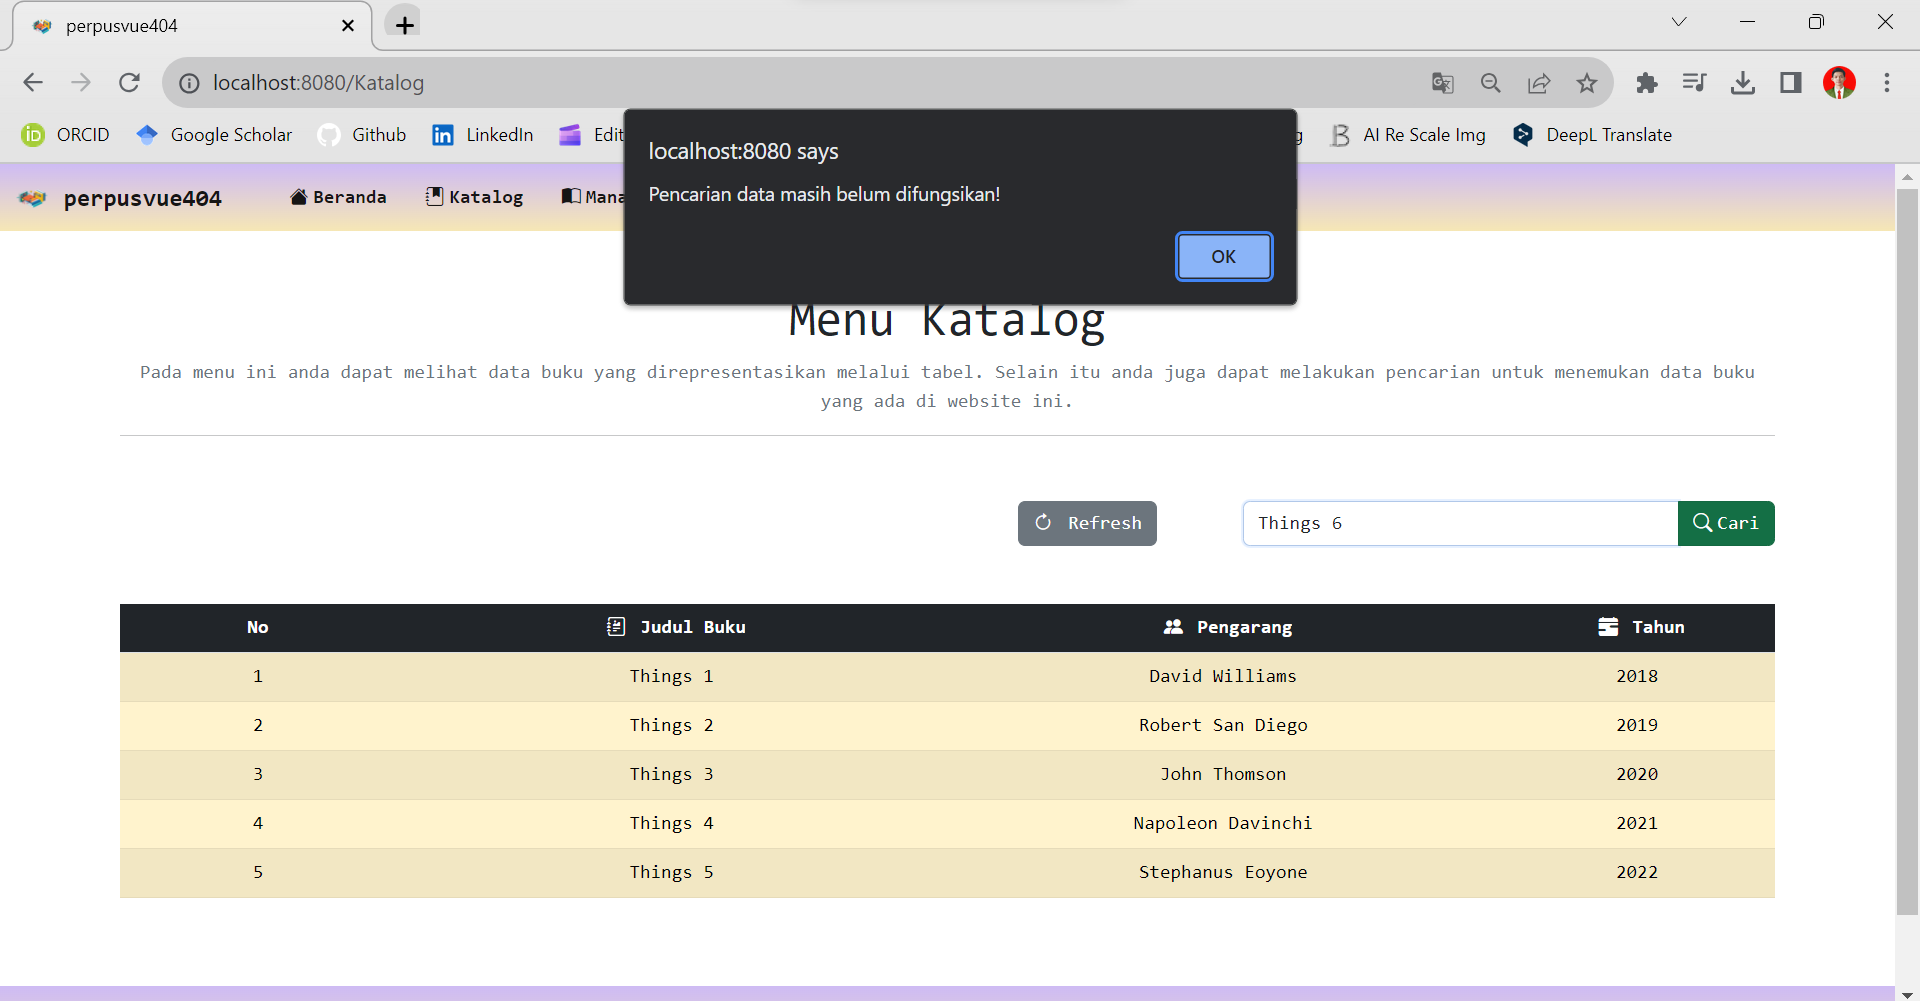 perpusvue404
localhost:8080/Katalog
ORCID
Google Scholar
Github
LinkedIn
AI Re Scale Img
DeepL Translate
localhost:8080 says
Pencarian data masih belum difungsikan!
OK
perpusvue404
Beranda
Katalog
Menu Katalog
Pada menu ini anda dapat melihat data buku yang direpresentasikan melalui tabel. Selain itu anda juga dapat melakukan pencarian untuk menemukan data buku
yang ada di website ini.
Refresh
Things 6
Cari
No Judul Buku Pengarang Tahun
1 Things 1 David Williams 2018
2 Things 2 Robert San Diego 2019
3 Things 3 John Thomson 2020
4 Things 4 Napoleon Davinchi 2021
5 Things 5 Stephanus Eoyone 2022